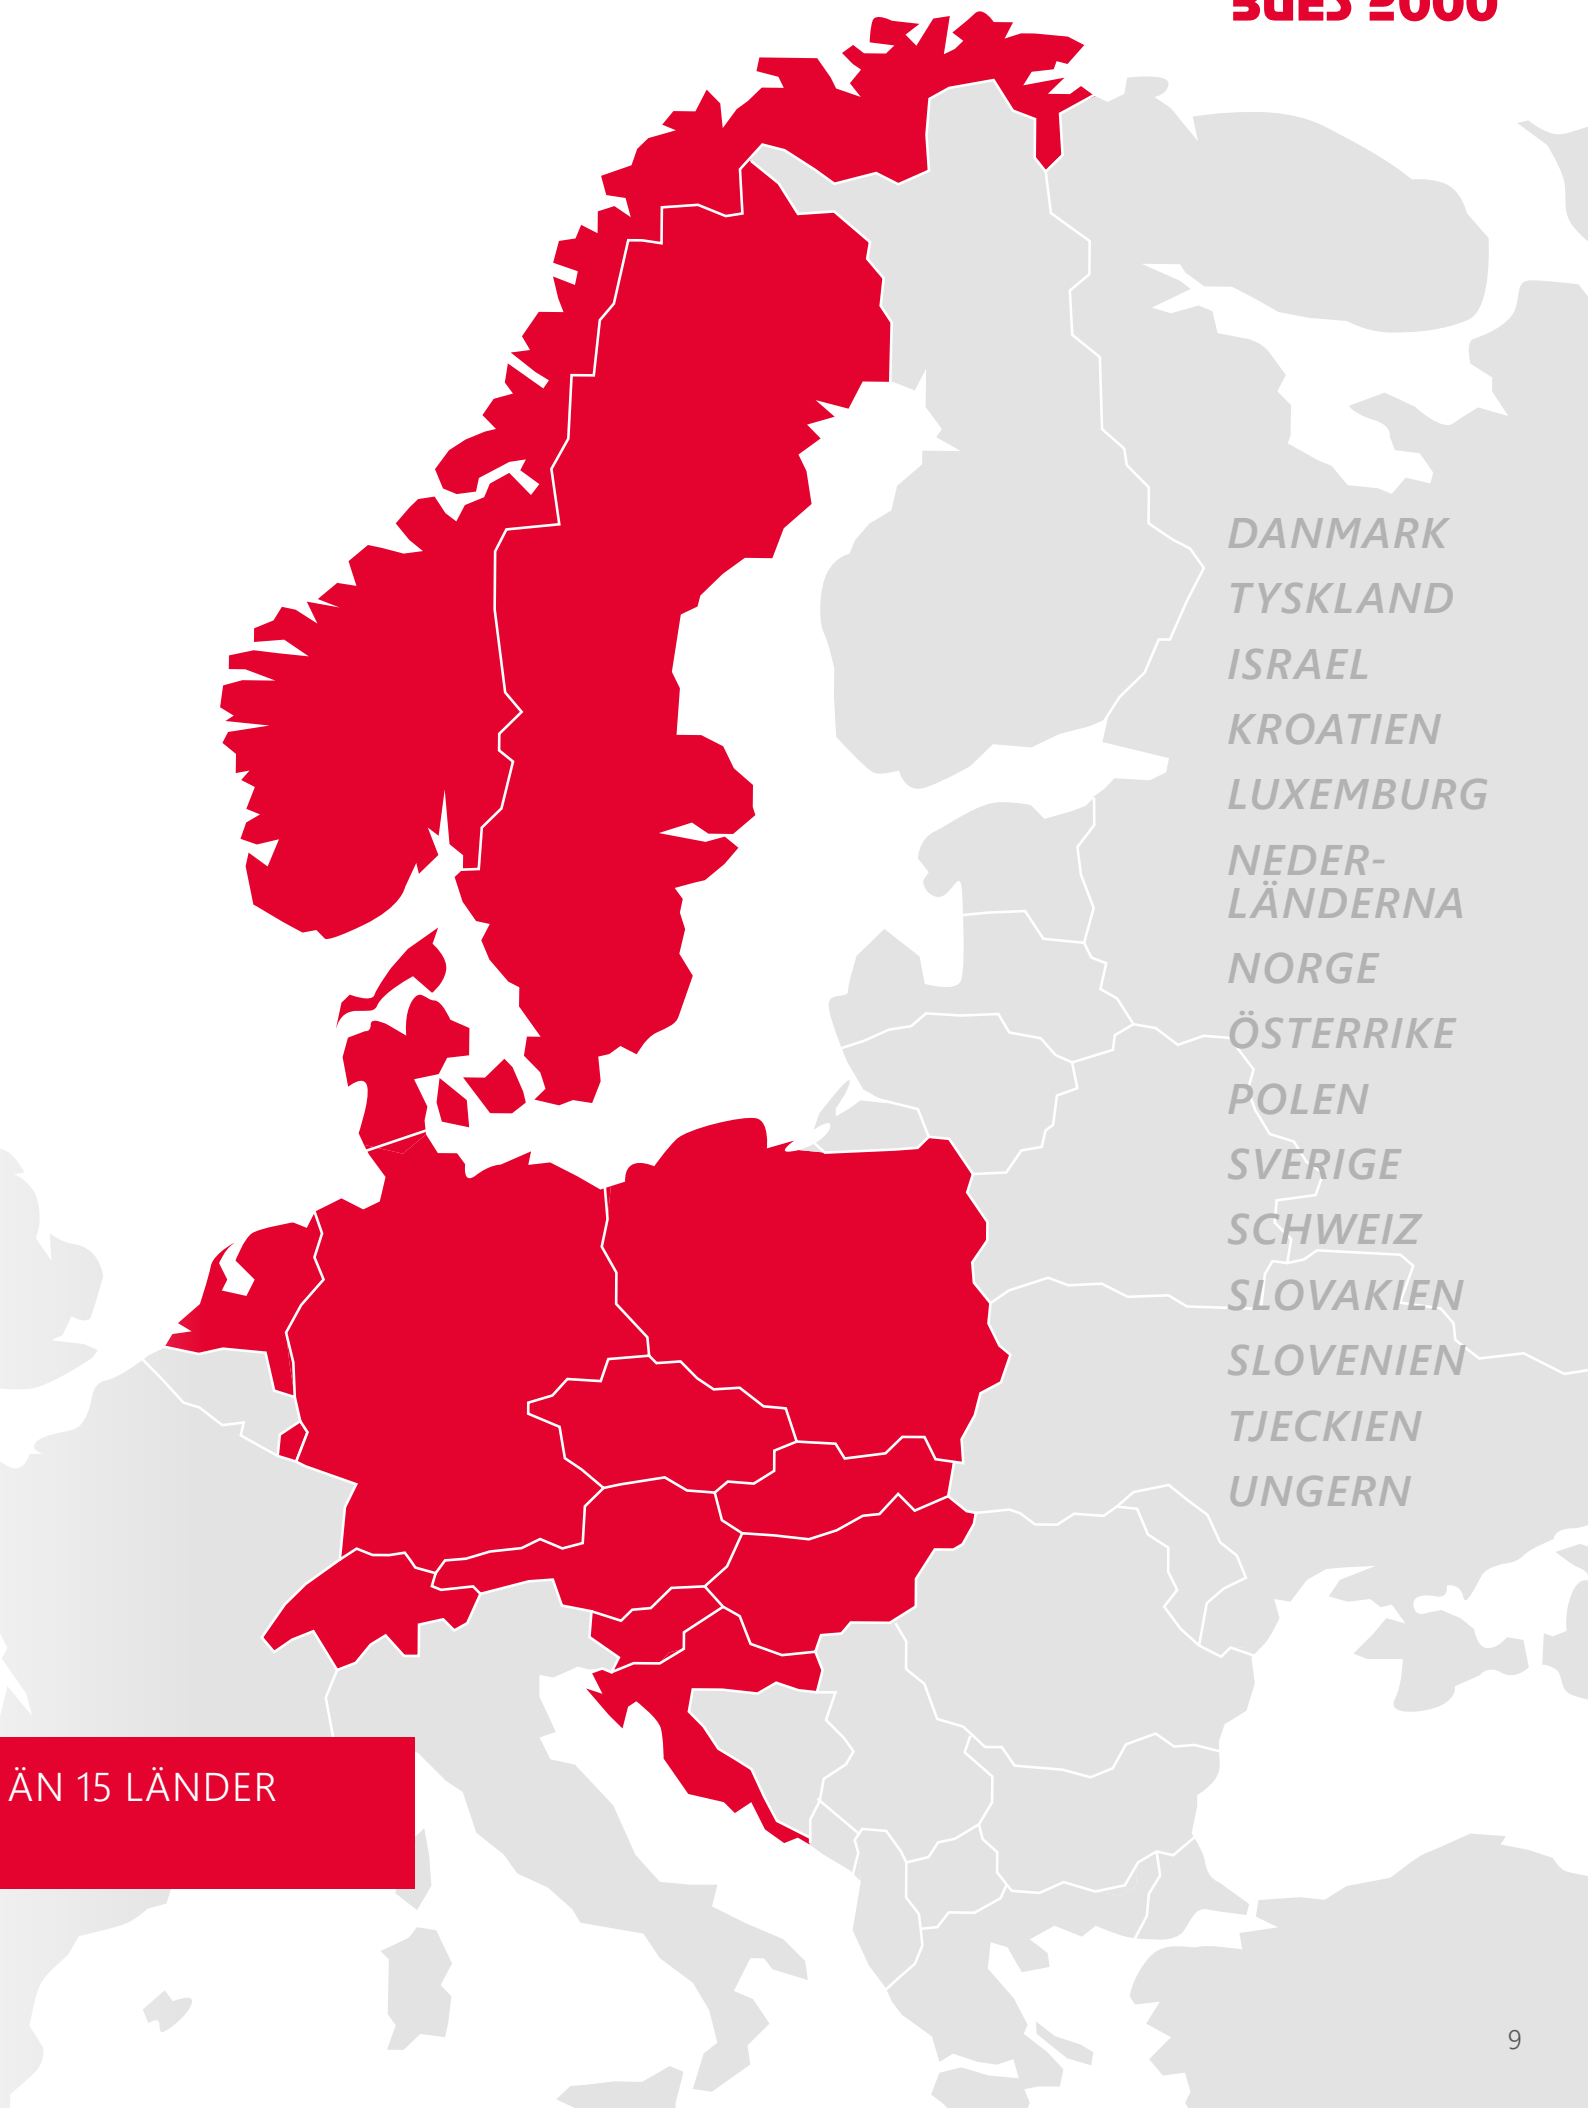 2000
DANMARK
TYSKLAND
ISRAEL
KROATIEN
LUXEMBURG
NEDER-
LÄNDERNA
NORGE
ÖSTERRIKE
POLEN
SVERIGE
SCHWEIZ
SLOVAKIEN
SLOVENIEN
TJECKIEN
UNGERN
ÄN 15 LÄNDER
9